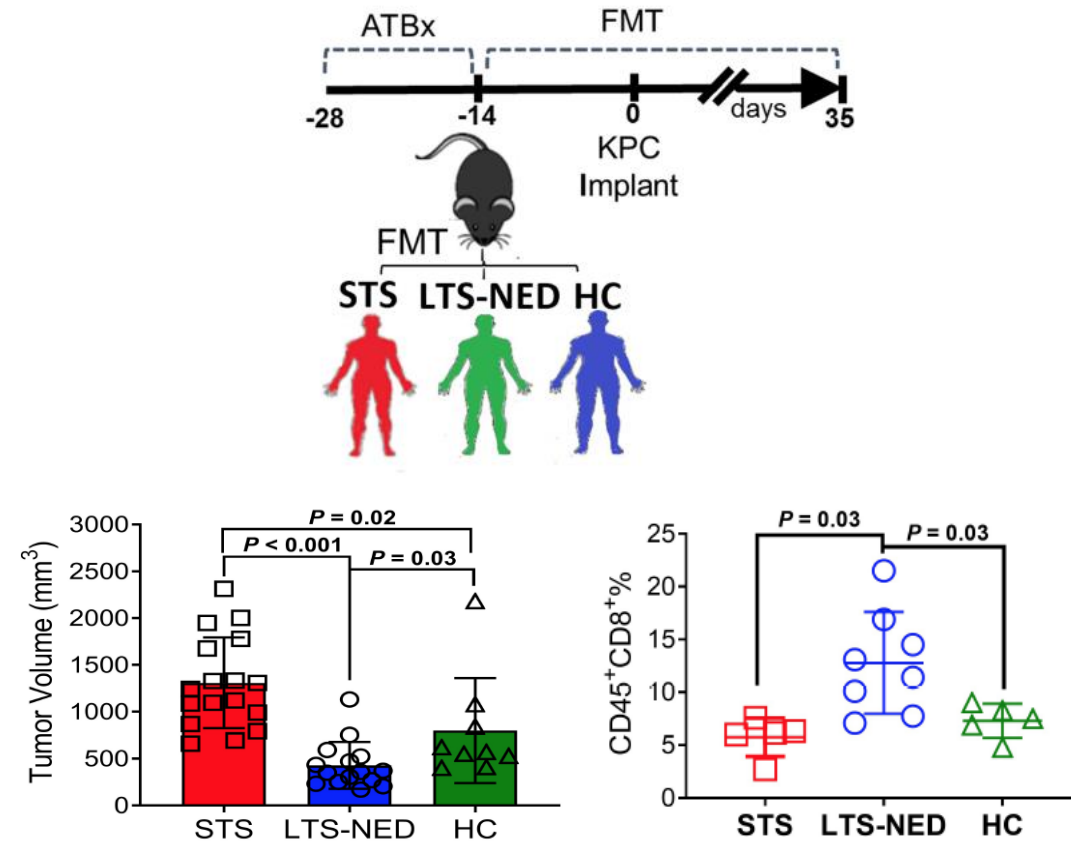 ATBx FMT
-28 -14 0 days 35
KPC
Implant
FMT
STS LTS-NED HC
Tumor Volume (mm³)
3000
2500
2000
1500
1000
500
0
P = 0.02
P < 0.001
P = 0.03
STS LTS-NED HC
CD45⁺CD8⁺%
25
20
15
10
5
0
P = 0.03
P = 0.03
STS LTS-NED HC